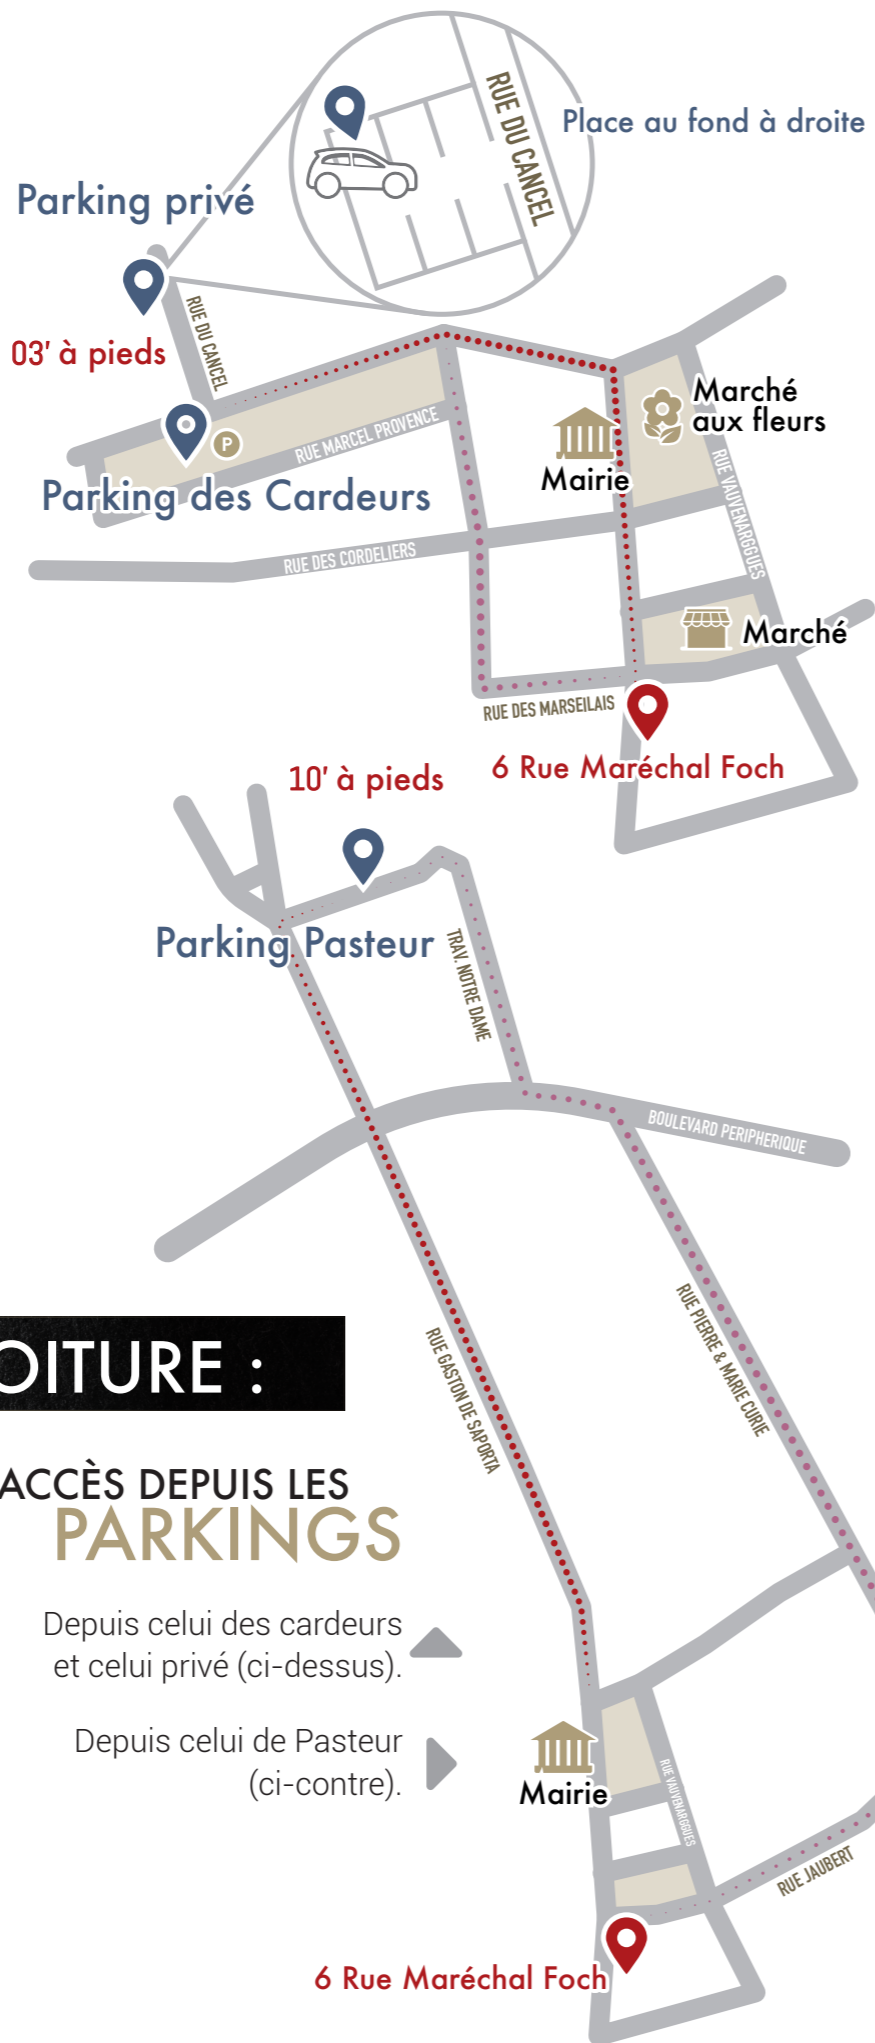 RUE DU CANCEL
Place au fond à droite
Parking privé
RUE DU CANCEL
03' à pieds
P
RUE MARCEL PROVENCE
Parking des Cardeurs
Marché
aux fleurs
Mairie
RUE VAUVENARGGUES
RUE DES CORDELIERS
Marché
RUE DES MARSEILAIS
6 Rue Maréchal Foch
10' à pieds
Parking Pasteur
TRAV. NOTRE DAME
BOULEVARD PERIPHERIQUE
RUE PIERRE & MARIE CURIE
RUE GASTON DE SAPORTA
OITURE :
ACCÈS DEPUIS LES
PARKINGS
Depuis celui des cardeurs
et celui privé (ci-dessus).
Depuis celui de Pasteur
(ci-contre).
Mairie
RUE VAUVENARGGUES
RUE JAUBERT
6 Rue Maréchal Foch